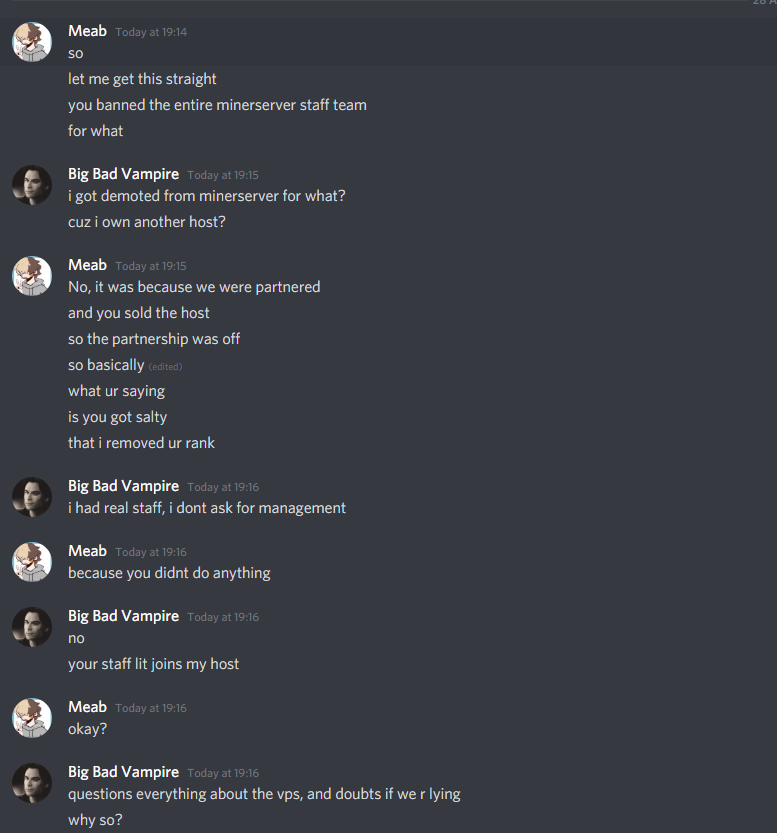 28 A
Meab Today at 19:14
so
let me get this straight
you banned the entire minerserver staff team
for what
Big Bad Vampire Today at 19:15
i got demoted from minerserver for what?
cuz i own another host?
Meab Today at 19:15
No, it was because we were partnered
and you sold the host
so the partnership was off
so basically (edited)
what ur saying
is you got salty
that i removed ur rank
Big Bad Vampire Today at 19:16
i had real staff, i dont ask for management
Meab Today at 19:16
because you didnt do anything
Big Bad Vampire Today at 19:16
no
your staff lit joins my host
Meab Today at 19:16
okay?
Big Bad Vampire Today at 19:16
questions everything about the vps, and doubts if we r lying
why so?